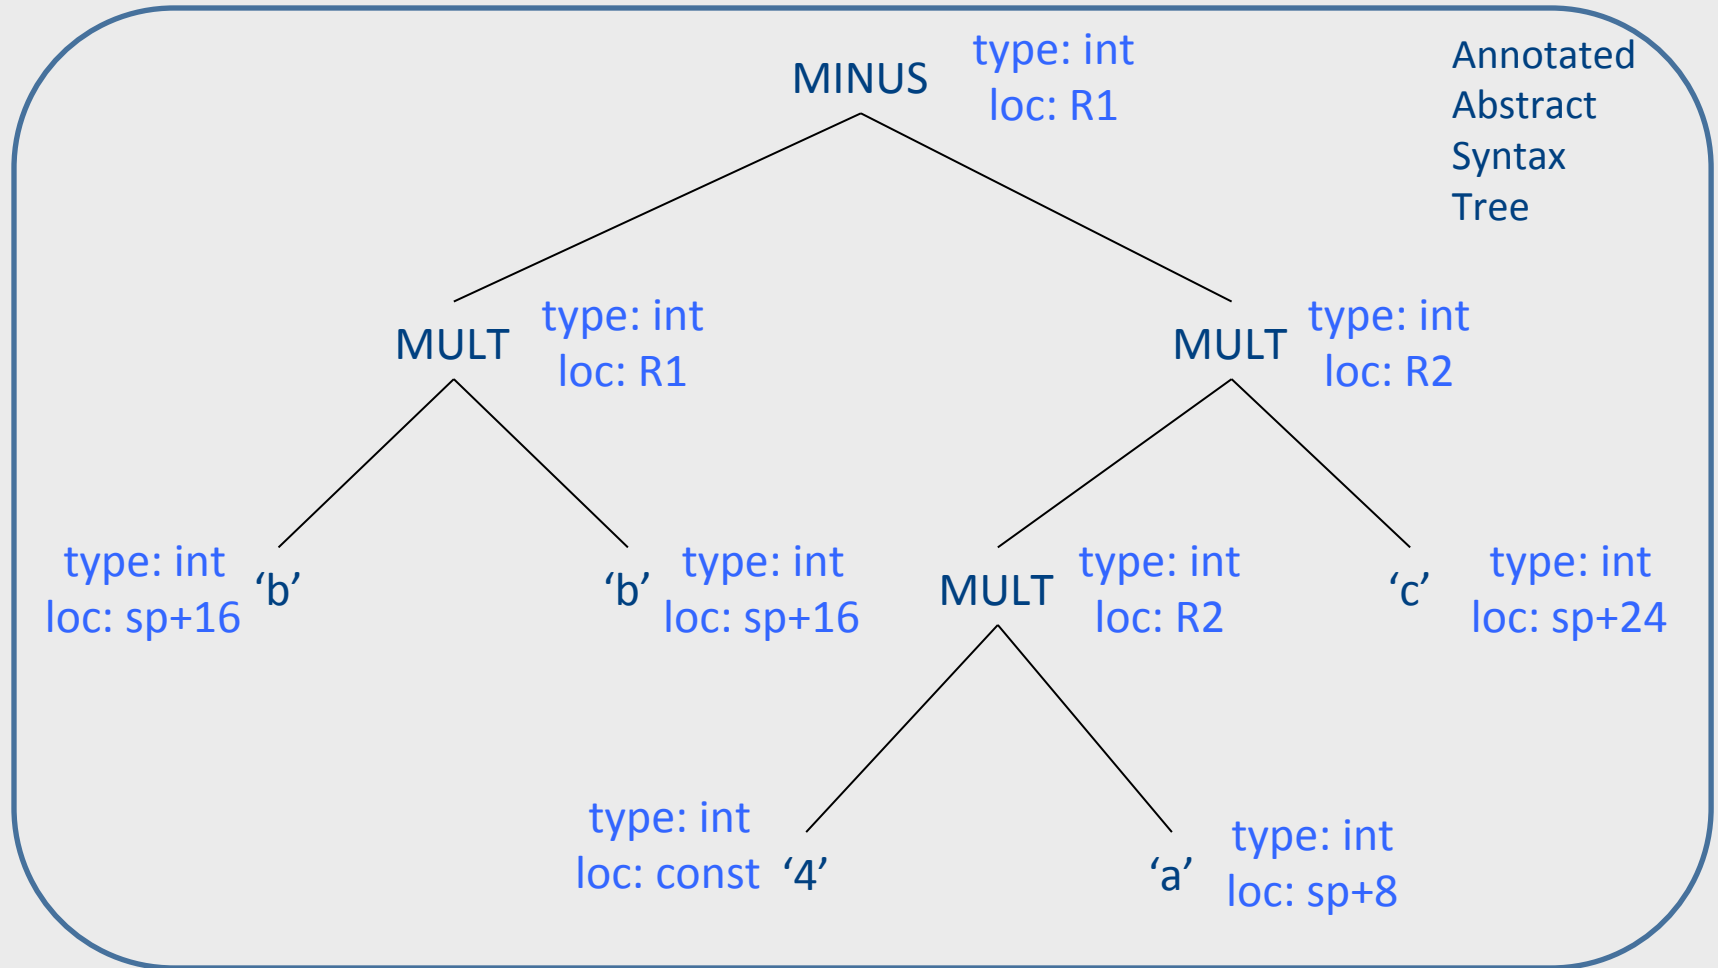 type: int
loc: R1
MINUS
Annotated
Abstract
Syntax
Tree
MULT
type: int
loc: R1
MULT
type: int
loc: R2
type: int
loc: sp+16
‘b’
‘b’
type: int
loc: sp+16
MULT
type: int
loc: R2
‘c’
type: int
loc: sp+24
type: int
loc: const
‘4’
‘a’
type: int
loc: sp+8